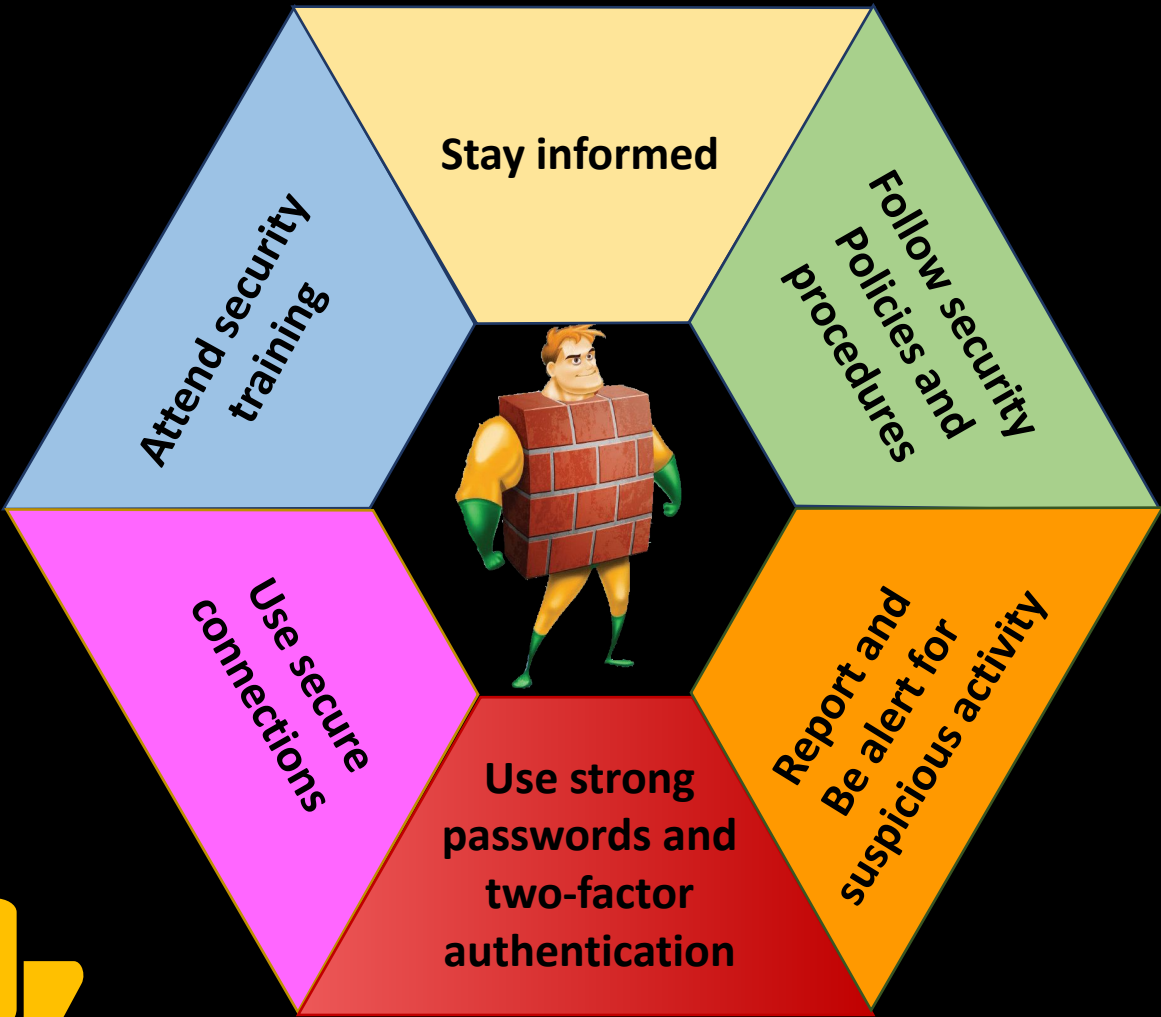 Stay informed
Follow security
Policies and
procedures
Report and
Be alert for
suspicious activity
Use strong
passwords and
two-factor
authentication
Use secure
connections
Attend security
training